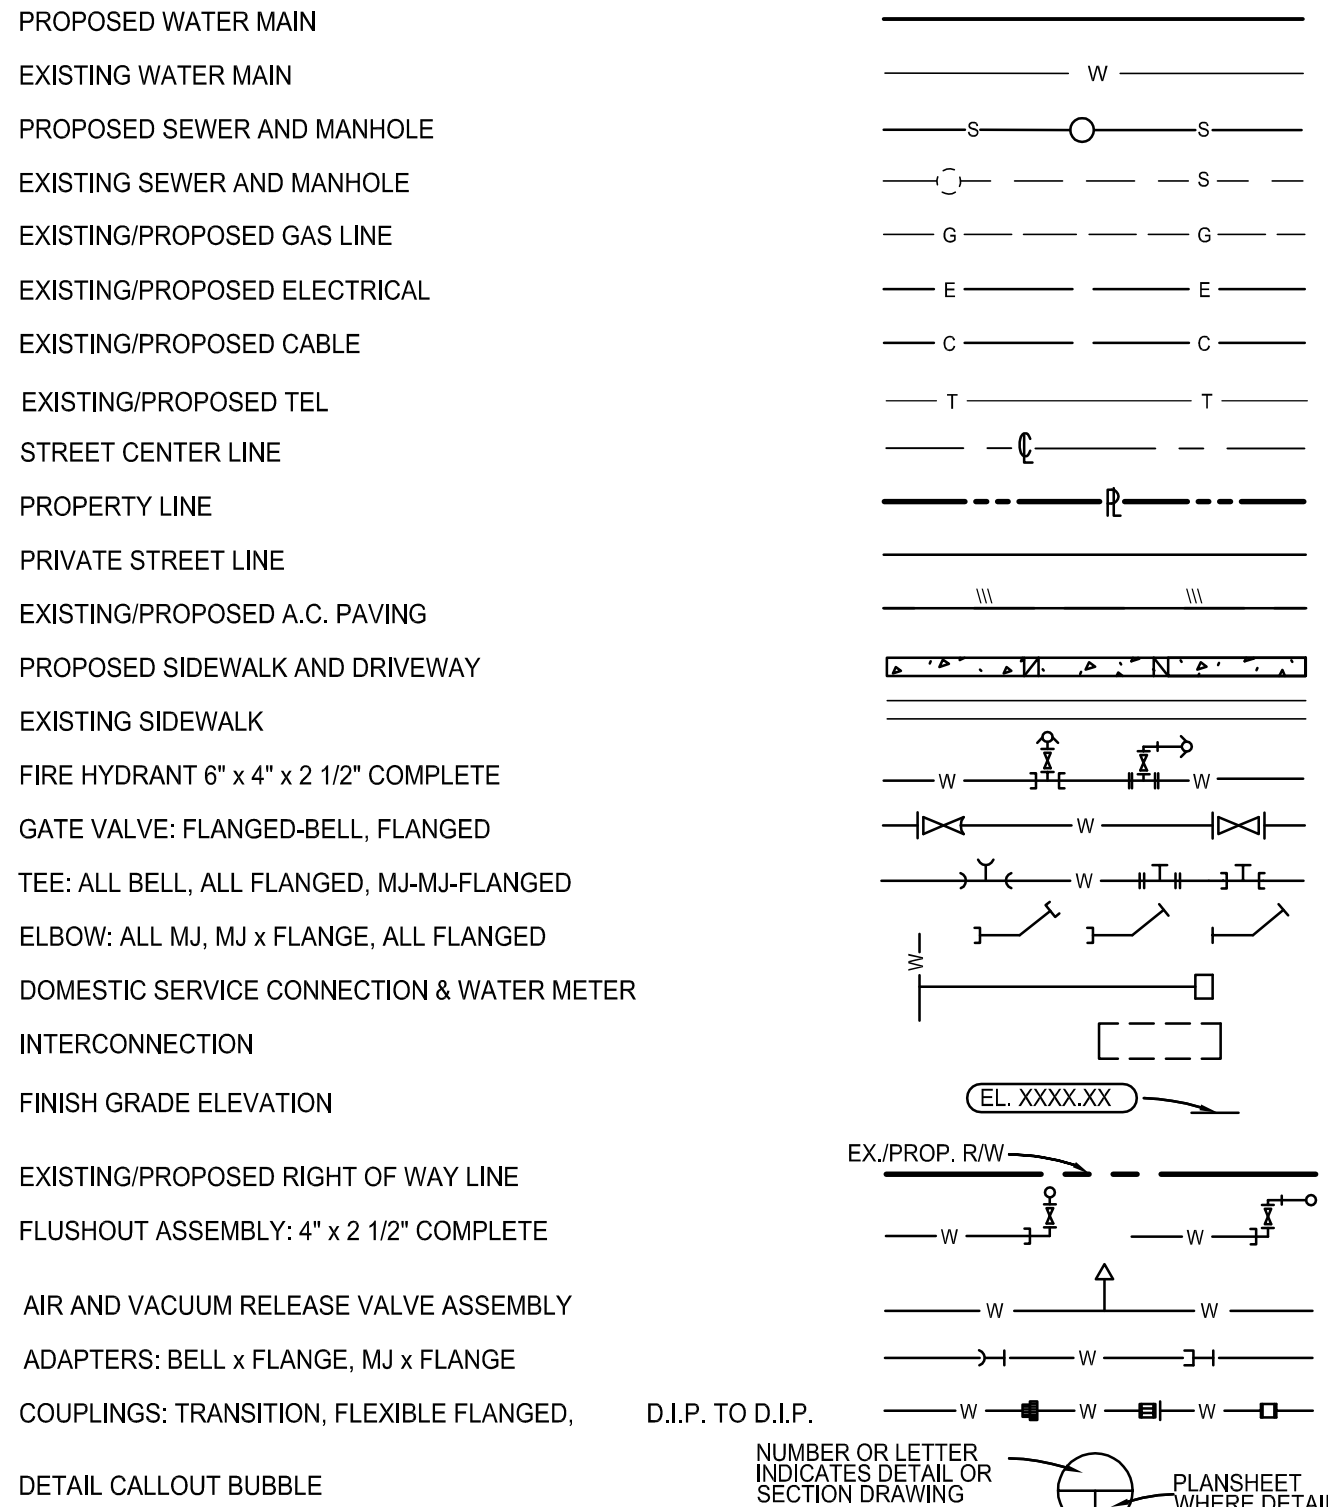 PROPOSED WATER MAIN
EXISTING WATER MAIN W
PROPOSED SEWER AND MANHOLE S S
EXISTING SEWER AND MANHOLE S
EXISTING/PROPOSED GAS LINE G G
EXISTING/PROPOSED ELECTRICAL E E
EXISTING/PROPOSED CABLE C C
EXISTING/PROPOSED TEL T T
STREET CENTER LINE CL
PROPERTY LINE PL
PRIVATE STREET LINE
EXISTING/PROPOSED A.C. PAVING
PROPOSED SIDEWALK AND DRIVEWAY
EXISTING SIDEWALK
FIRE HYDRANT 6" x 4" x 2 1/2" COMPLETE W W
GATE VALVE: FLANGED-BELL, FLANGED W
TEE: ALL BELL, ALL FLANGED, MJ-MJ-FLANGED W
ELBOW: ALL MJ, MJ x FLANGE, ALL FLANGED
W
DOMESTIC SERVICE CONNECTION & WATER METER
INTERCONNECTION
FINISH GRADE ELEVATION EL. XXXX.XX
EX./PROP. R/W
EXISTING/PROPOSED RIGHT OF WAY LINE
FLUSHOUT ASSEMBLY: 4" x 2 1/2" COMPLETE W W
AIR AND VACUUM RELEASE VALVE ASSEMBLY W W
ADAPTERS: BELL x FLANGE, MJ x FLANGE W
COUPLINGS: TRANSITION, FLEXIBLE FLANGED, D.I.P. TO D.I.P. W W W
DETAIL CALLOUT BUBBLE
NUMBER OR LETTER
INDICATES DETAIL OR
SECTION DRAWING
PLANSHEET
WHERE DETAIL